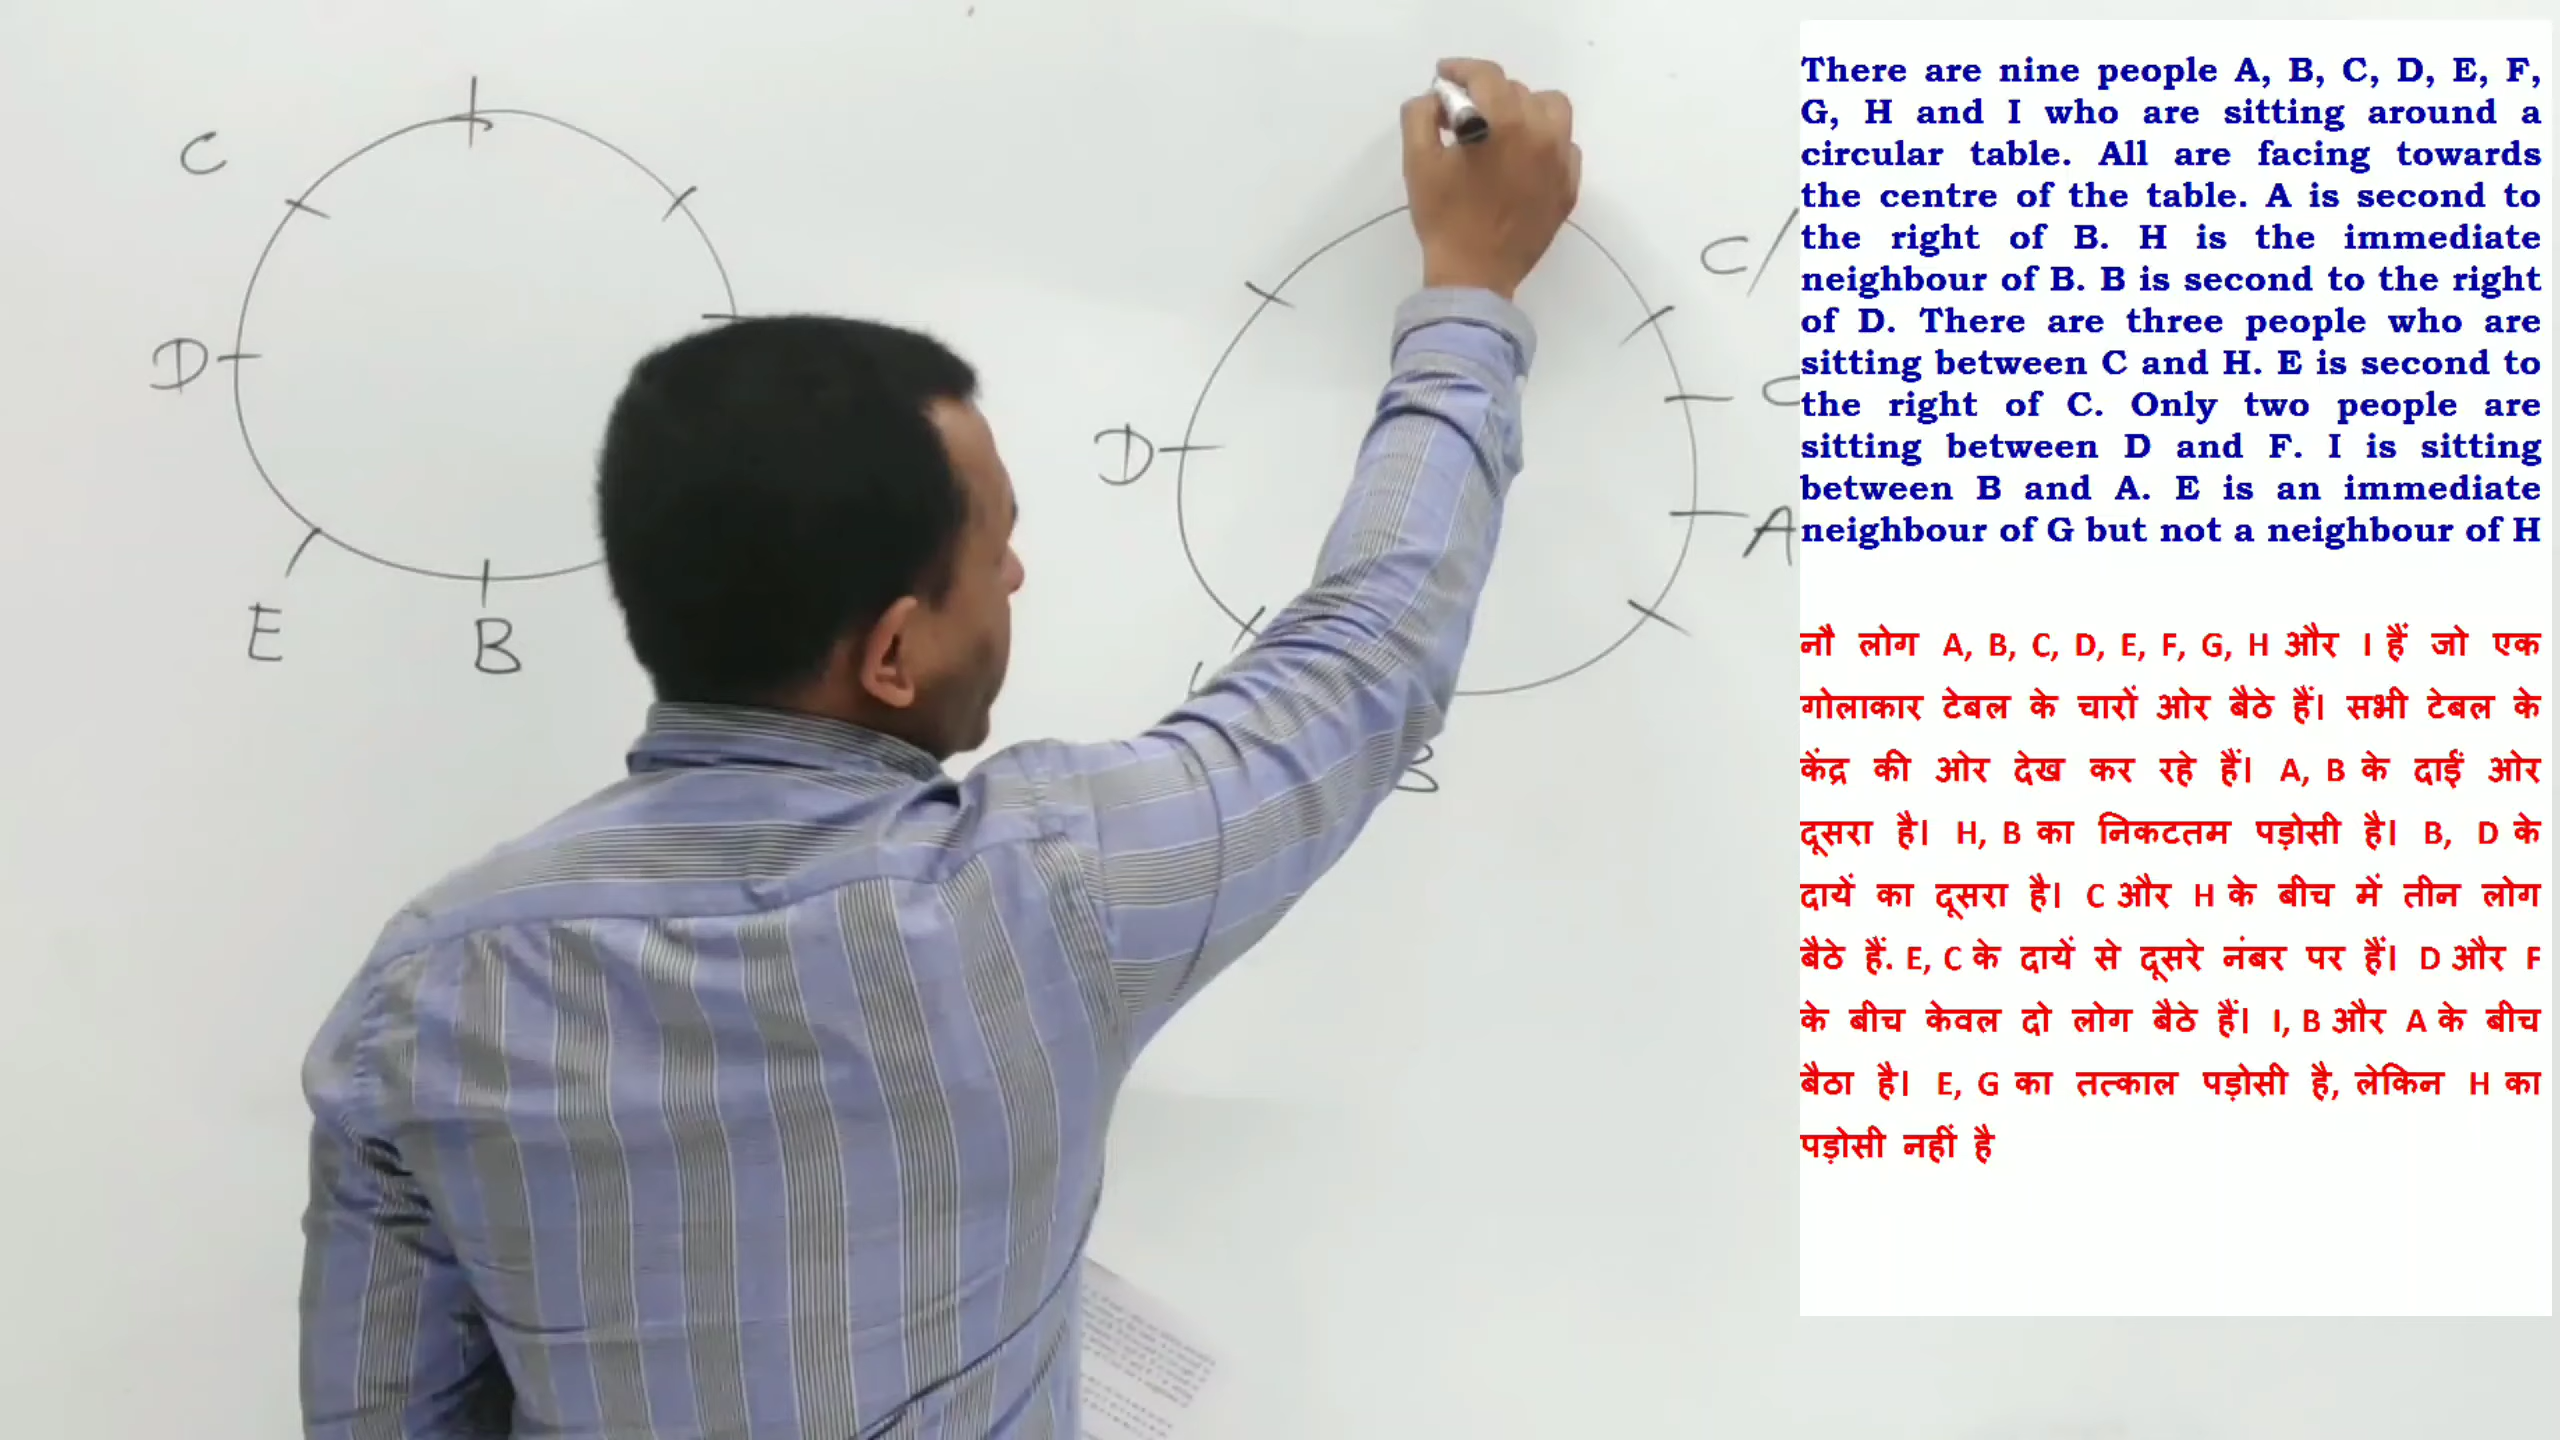 C
D
E
B
D
C/
A
B
There are nine people A, B, C, D, E, F,
G, H and I who are sitting around a
circular table. All are facing towards
the centre of the table. A is second to
the right of B. H is the immediate
neighbour of B. B is second to the right
of D. There are three people who are
sitting between C and H. E is second to
the right of C. Only two people are
sitting between D and F. I is sitting
between B and A. E is an immediate
neighbour of G but not a neighbour of H
नौ लोग A, B, C, D, E, F, G, H और I हैं जो एक
गोलाकार टेबल के चारों ओर बैठे हैं। सभी टेबल के
केंद्र की ओर देख कर रहे हैं। A, B के दाईं ओर
दूसरा है। H, B का निकटतम पड़ोसी है। B, D के
दायें का दूसरा है। C और H के बीच में तीन लोग
बैठे हैं. E, C के दायें से दूसरे नंबर पर हैं। D और F
के बीच केवल दो लोग बैठे हैं। I, B और A के बीच
बैठा है। E, G का तत्काल पड़ोसी है, लेकिन H का
पड़ोसी नहीं है